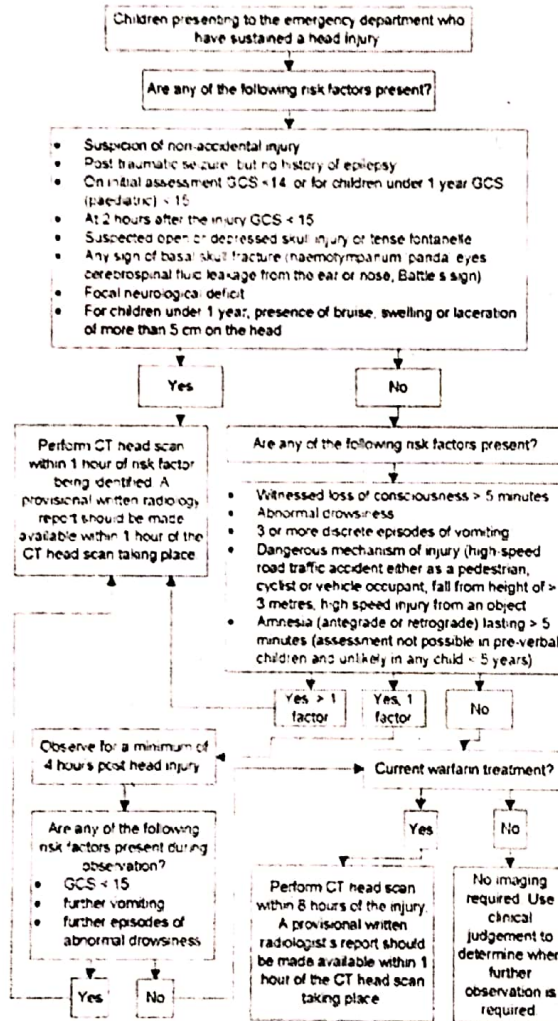 Children presenting to the emergency department who
have sustained a head injury
Are any of the following risk factors present?
• Suspicion of non-accidental injury
• Post traumatic seizure, but no history of epilepsy
• On initial assessment GCS < 14, or for children under 1 year GCS
(paediatric) < 15
• At 2 hours after the injury GCS < 15
• Suspected open or depressed skull injury or tense fontanelle
• Any sign of basal skull fracture (haemotympanum, panda eyes
cerebrospinal fluid leakage from the ear or nose, Battle s sign)
• Focal neurological deficit
• For children under 1 year, presence of bruise, swelling or laceration
of more than 5 cm on the head
Yes
No
Perform CT head scan
within 1 hour of risk factor
being identified. A
provisional written radiology
report should be made
available within 1 hour of the
CT head scan taking place
Are any of the following risk factors present?
• Witnessed loss of consciousness > 5 minutes
• Abnormal drowsiness
• 3 or more discrete episodes of vomiting
• Dangerous mechanism of injury (high-speed
road traffic accident either as a pedestrian,
cyclist or vehicle occupant, fall from height of >
3 metres, high speed injury from an object
• Amnesia (antegrade or retrograde) lasting > 5
minutes (assessment not possible in pre-verbal
children and unlikely in any child < 5 years)
Yes > 1
factor
Yes, 1
factor
No
Observe for a minimum of
4 hours post head injury
Current warfarin treatment?
Are any of the following
risk factors present during
observation?
• GCS < 15
• further vomiting
• further episodes of
abnormal drowsiness
Yes
No
Yes
No
Perform CT head scan
within 8 hours of the injury.
A provisional written
radiologist s report should
be made available within 1
hour of the CT head scan
taking place
No imaging
required. Use
clinical
judgement to
determine when
further
observation is
required